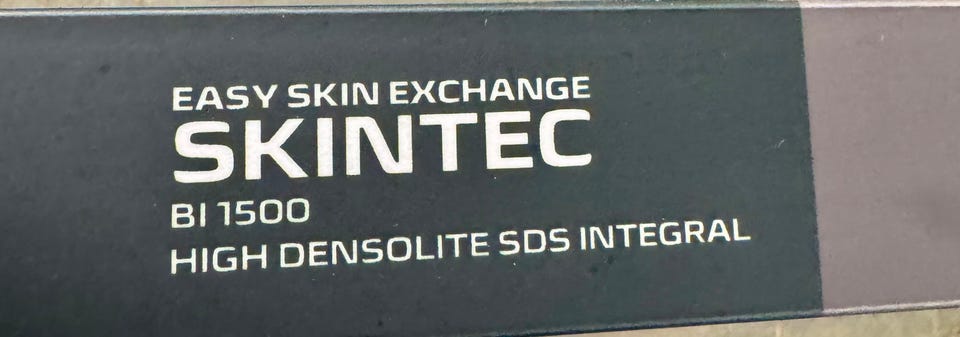 EASY SKIN EXCHANGE
SKINTEC
BI 1500
HIGH DENSOLITE SDS INTEGRAL